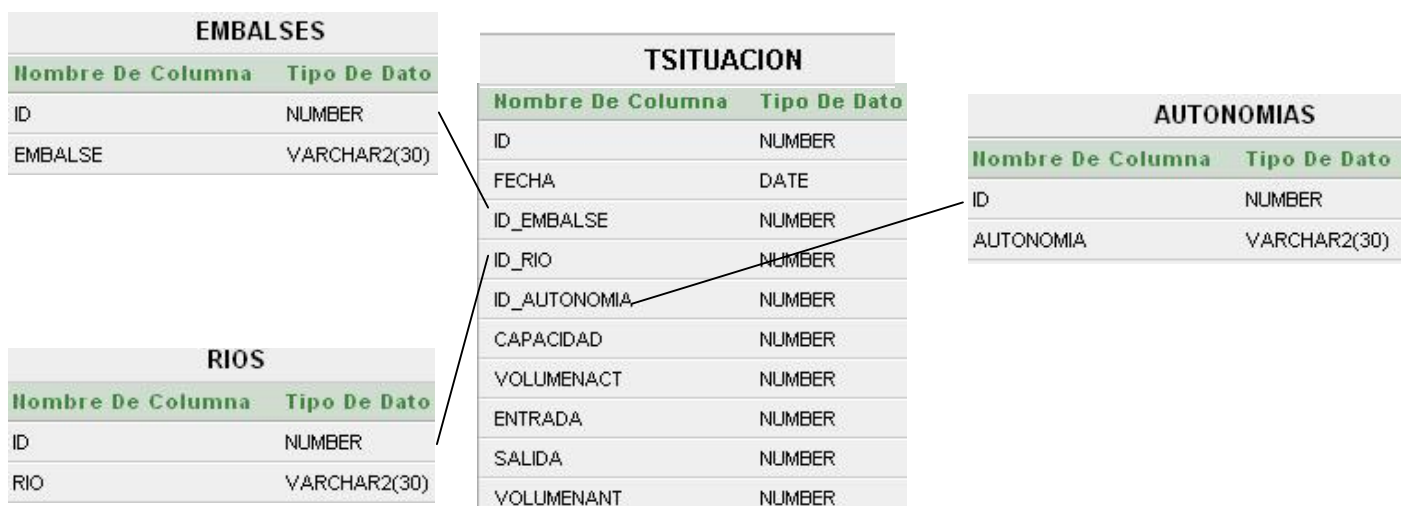 EMBALSES
Nombre De Columna Tipo De Dato
ID NUMBER
EMBALSE VARCHAR2(30)
TSITUACION
Nombre De Columna Tipo De Dato
ID NUMBER
FECHA DATE
ID_EMBALSE NUMBER
ID_RIO NUMBER
ID_AUTONOMIA NUMBER
CAPACIDAD NUMBER
VOLUMENACT NUMBER
ENTRADA NUMBER
SALIDA NUMBER
VOLUMENANT NUMBER
AUTONOMIAS
Nombre De Columna Tipo De Dato
ID NUMBER
AUTONOMIA VARCHAR2(30)
RIOS
Nombre De Columna Tipo De Dato
ID NUMBER
RIO VARCHAR2(30)